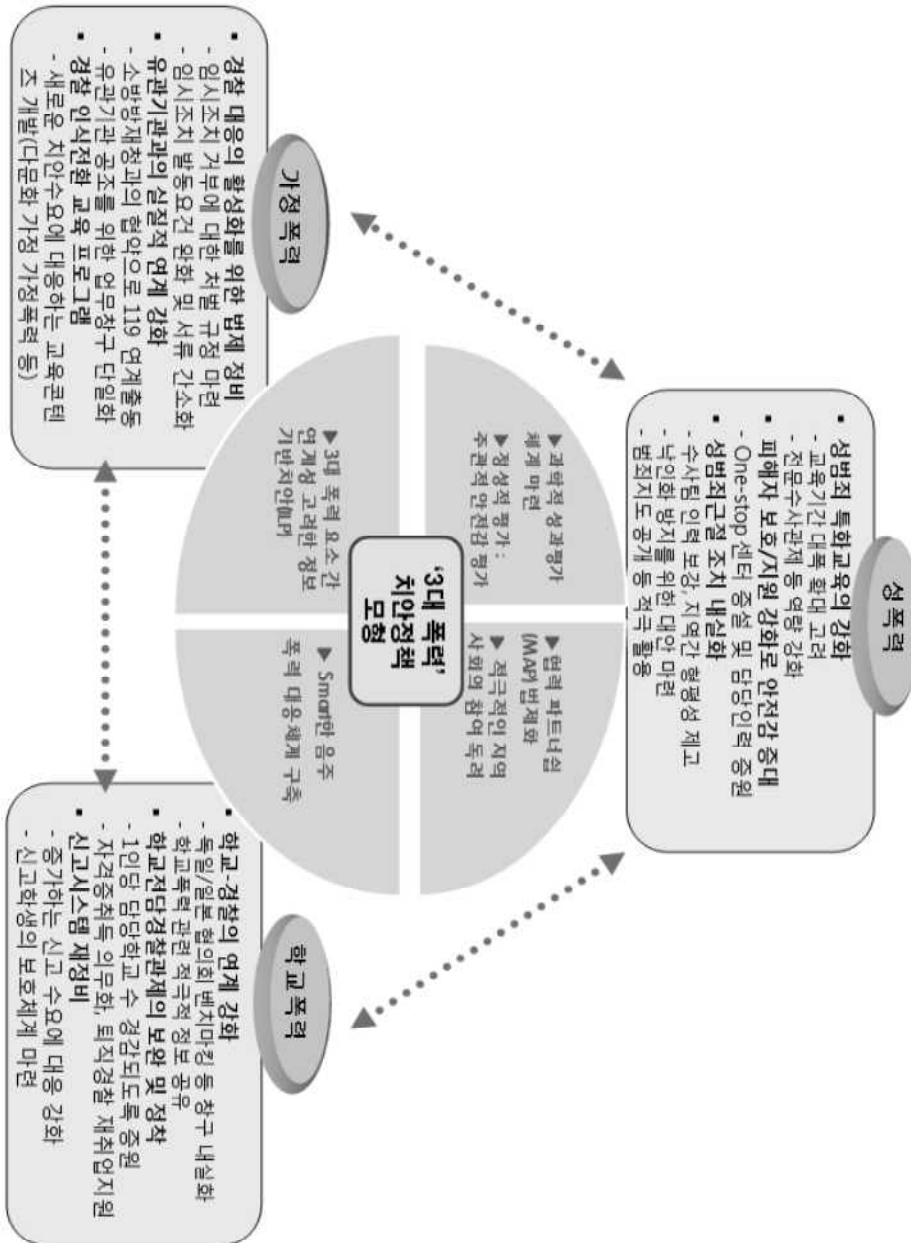 성폭력
▪ 성범죄 특화교육의 강화
- 교육기간 대폭 확대 고려
- 전문수사관제 등 역량 강화
▪ 피해자 보호/지원 강화로 안전감 증대
- One-stop 센터 증설 및 담당인력 증원
▪ 성범죄근절 조치 내실화
- 수사팀 인력 보강, 지역간 형평성 제고
- 낙인화 방지를 위한 대안 마련
- 범죄지도 공개 등 적극 활용
▶과학적 성과평가
체계 마련
▶정성적 평가 :
주관적 안전감 평가
▶협력 파트너십
(MAP) 법제화
▶ 적극적인 지역
사회의 참여 독려
'3대 폭력'
치안정책
모형
▶3대 폭력 요소 간
연계성 고려한 정보
기반치안(ILP)
▶ Smart한 음주
폭력 대응체계 구축
가정폭력
▪ 경찰 대응의 활성화를 위한 법제 정비
- 임시조치 거부에 대한 처벌 규정 마련
- 임시조치 발동요건 완화 및 서류 간소화
▪ 유관기관과의 실질적 연계 강화
- 소방방재청과의 협약으로 119 연계출동
- 유관기관 공조를 위한 업무창구 단일화
▪ 경찰 인식전환 교육 프로그램
- 새로운 치안수요에 대응하는 교육콘텐
츠 개발(다문화 가정 가정폭력 등)
학교폭력
▪ 학교-경찰의 연계 강화
- 독일/일본 협의회 벤치마킹 등 창구 내실화
- 학교폭력 관련 적극적 정보 공유
▪ 학교전담경찰관제의 보완 및 정착
- 1인당 담당학교 수 경감되도록 증원
- 자격증취득 의무화, 퇴직경찰 재취업지원
▪ 신고시스템 재정비
- 증가하는 신고 수요에 대응 강화
- 신고학생의 보호체계 마련